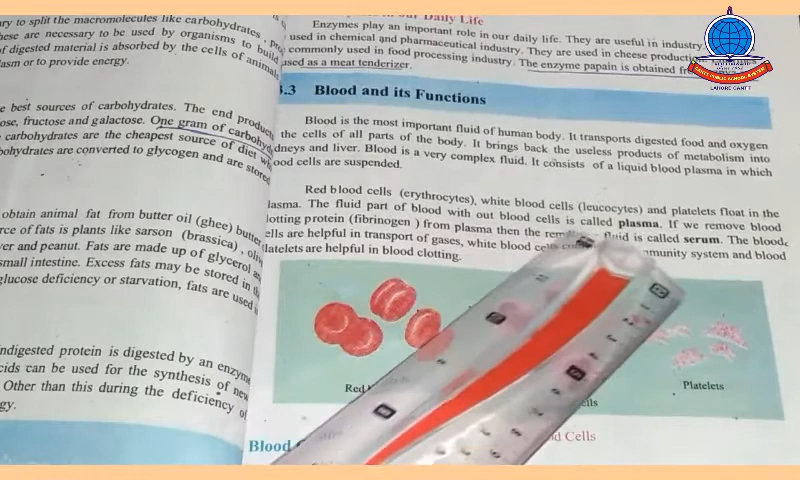 ry to split the macromolecules like carbohydrates , pro
hese are necessary to be used by organisms to build
of digested material is absorbed by the cells of animals
lasm or to provide energy.
e best sources of carbohydrates. The end products
ose, fructose and galactose. One gram of carbohyd
carbohydrates are the cheapest source of diet
bohydrates are converted to glycogen and are stored
obtain animal fat from butter oil (ghee) butter
rce of fats is plants like sarson (brassica) ,
ver and peanut. Fats are made up of glycerol
small intestine. Excess fats may be stored in
glucose deficiency or starvation, fats are used
ndigested protein is digested by an enzyme
cids can be used for the synthesis of new
Other than this during the deficiency of
gy.
in our Daily Life
Enzymes play an important role in our daily life. They are useful in industry
used in chemical and pharmaceutical industry. They are used in cheese producti
commonly used in food processing industry. They are
used as a meat tenderizer. The enzyme papain is obtained fr
.3 Blood and its Functions
Blood is the most important fluid of human body. It transports digested food and oxygen
the cells of all parts of the body. It brings back the useless products of metabolism into
dneys and liver. Blood is a very complex fluid. It consists of a liquid blood plasma in which
ood cells are suspended.
Red blood cells (erythrocytes), white blood cells (leucocytes) and platelets float in the
lasma. The fluid part of blood with out blood cells is called plasma. If we remove blood
lotting protein (fibrinogen ) from plasma then the fluid is called serum. The blood
ells are helpful in transport of gases, white blood munity system and blood
latelets are helpful in blood clotting.
Red
lls
Platelets
Blood
d Cells
LAHORE CANTT